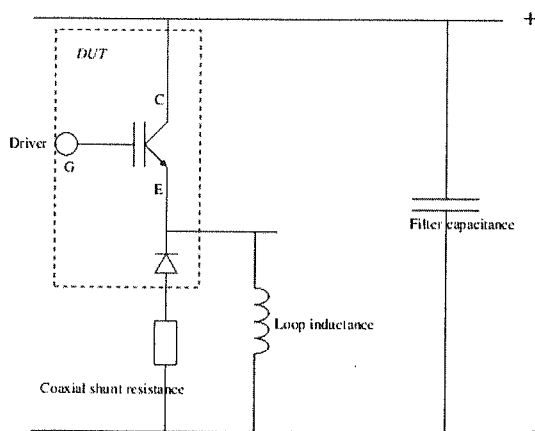 +
DUT
C
Driver
G
E
Filter capacitance
Loop inductance
Coaxial shunt resistance